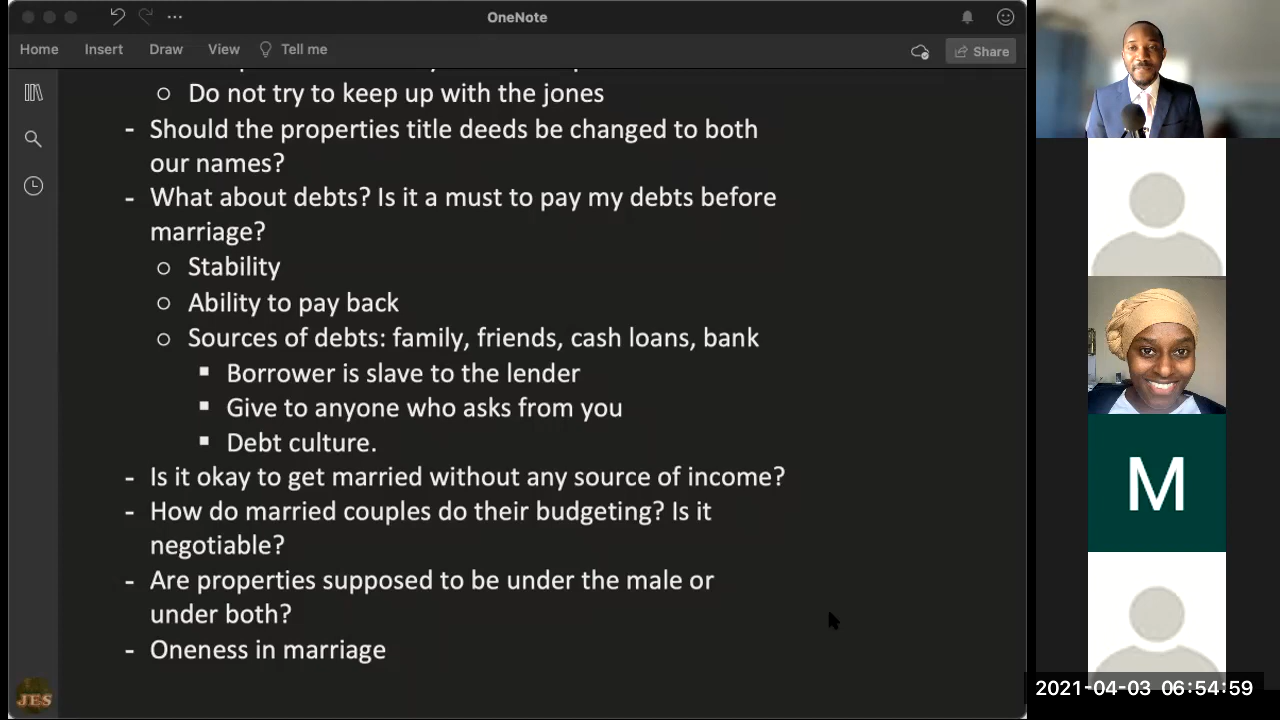 OneNote
Home Insert Draw View Tell me
Share
Do not try to keep up with the jones
- Should the properties title deeds be changed to both
our names?
- What about debts? Is it a must to pay my debts before
marriage?
Stability
Ability to pay back
Sources of debts: family, friends, cash loans, bank
Borrower is slave to the lender
Give to anyone who asks from you
Debt culture.
- Is it okay to get married without any source of income?
- How do married couples do their budgeting? Is it
negotiable?
- Are properties supposed to be under the male or
under both?
- Oneness in marriage
JES
M
2021-04-03 06:54:59